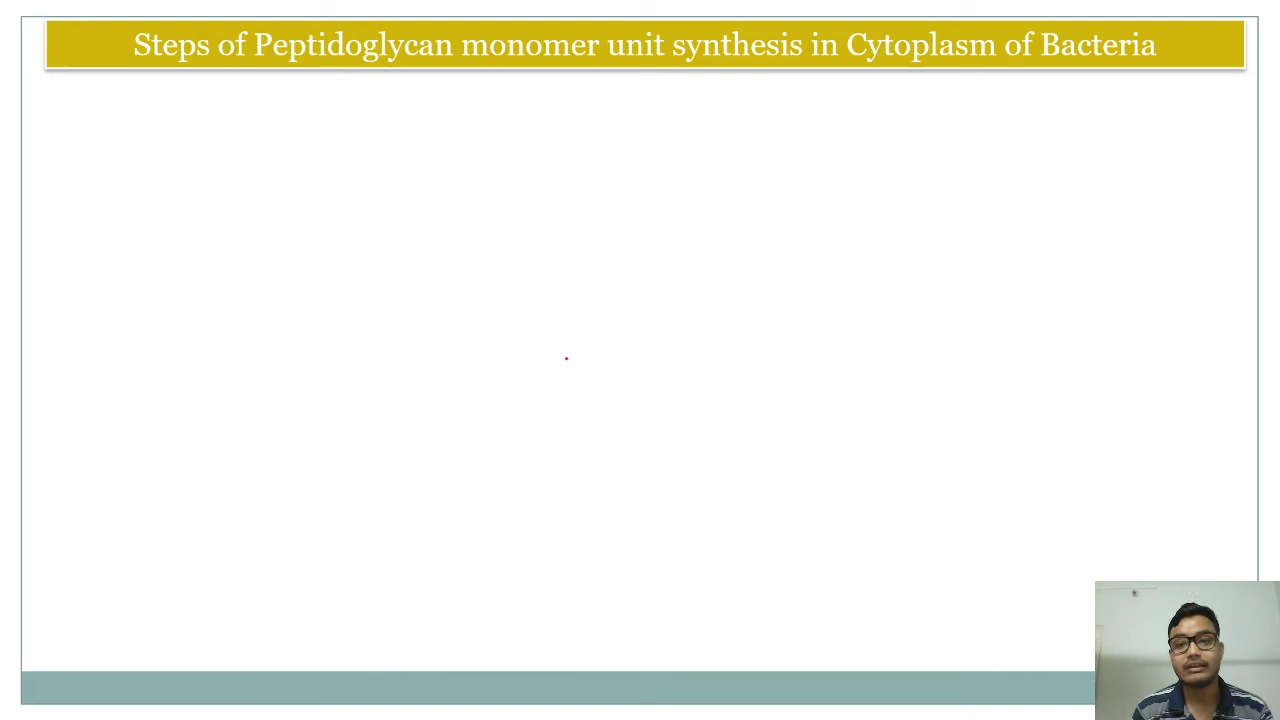 Steps of Peptidoglycan monomer unit synthesis in Cytoplasm of Bacteria